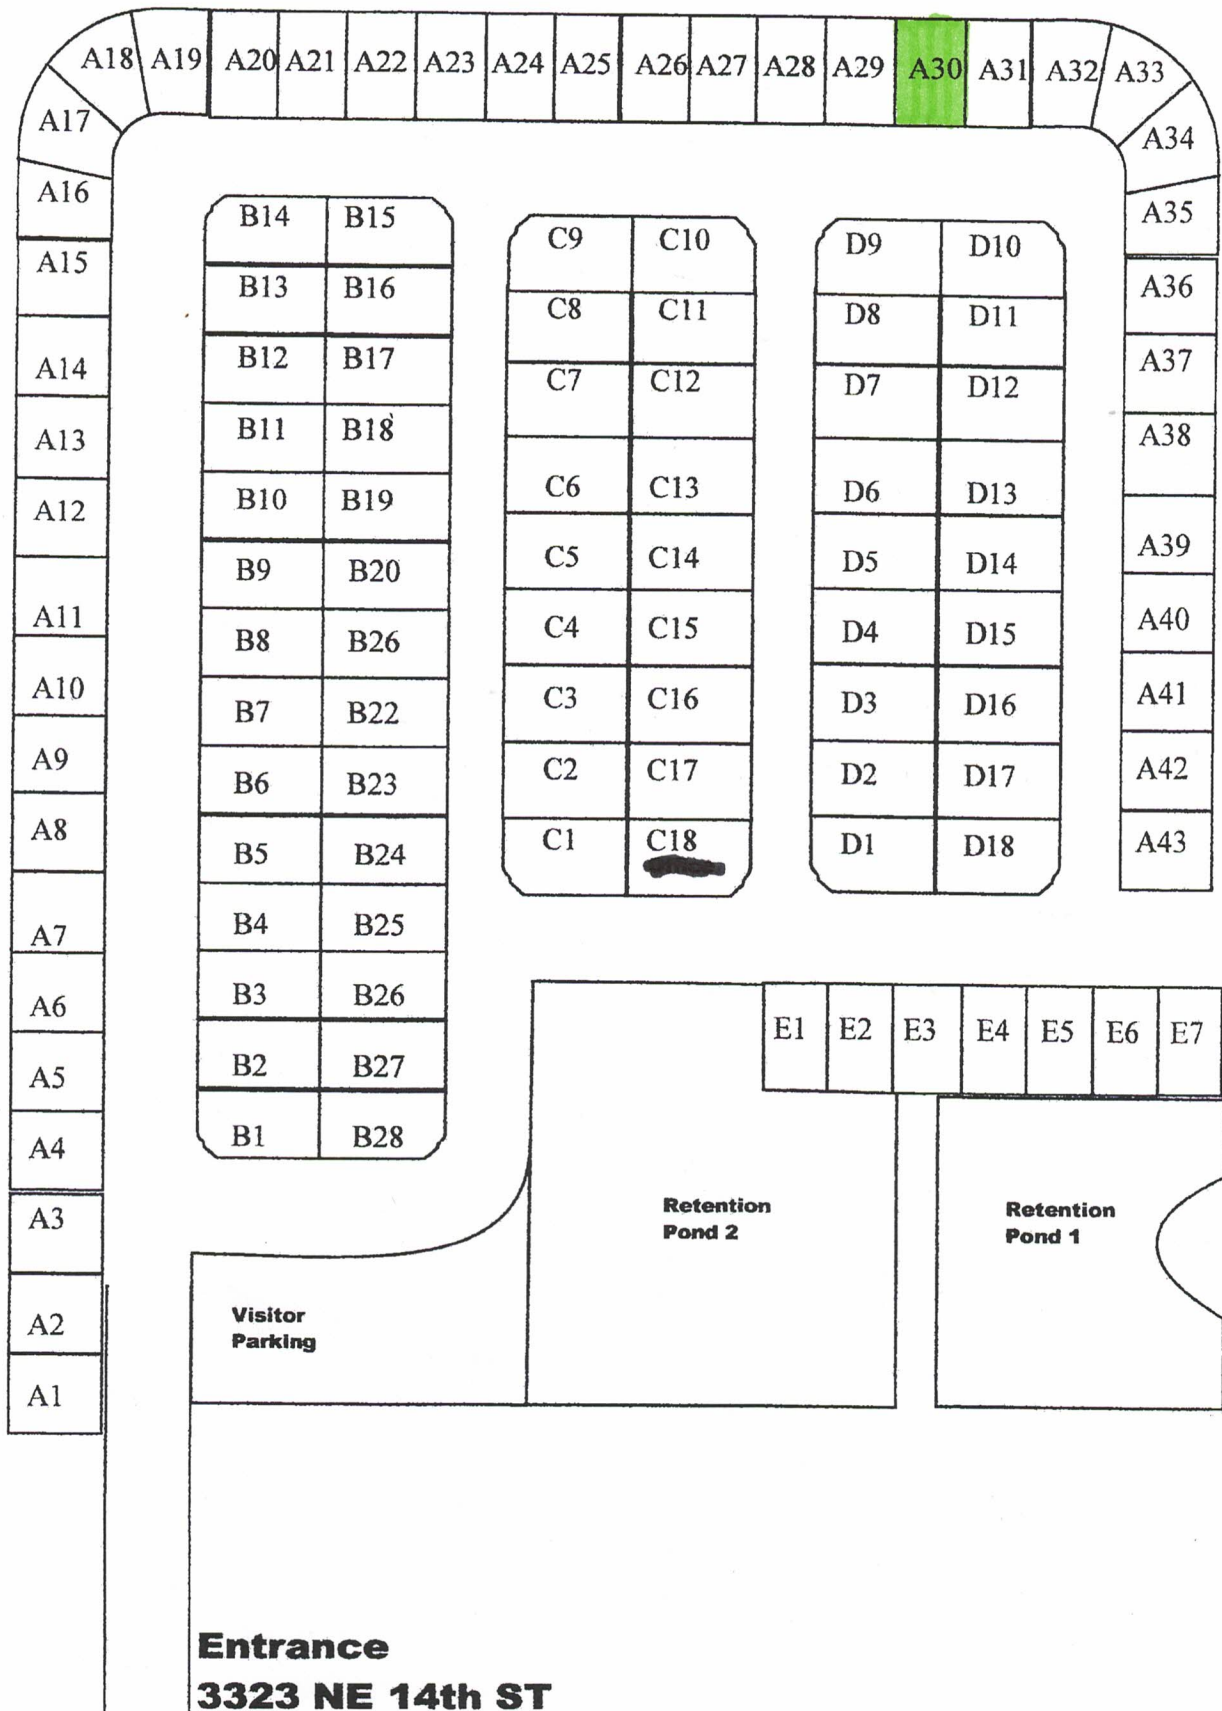 A18 A19 A20 A21 A22 A23 A24 A25 A26 A27 A28 A29 A30 A31 A32 A33
A17 A34
A16 B14 B15 C9 C10 D9 D10 A35
A15 B13 B16 C8 C11 D8 D11 A36
A14 B12 B17 C7 C12 D7 D12 A37
A13 B11 B18 A38
A12 B10 B19 C6 C13 D6 D13
B9 B20 C5 C14 D5 D14 A39
A11 B8 B26 C4 C15 D4 D15 A40
A10 B7 B22 C3 C16 D3 D16 A41
A9 B6 B23 C2 C17 D2 D17 A42
A8 B5 B24 C1 C18 D1 D18 A43
A7 B4 B25
A6 B3 B26 E1 E2 E3 E4 E5 E6 E7
A5 B2 B27
A4 B1 B28
A3
Retention
Pond 2
Retention
Pond 1
A2
Visitor
Parking
A1
Entrance
3323 NE 14th ST